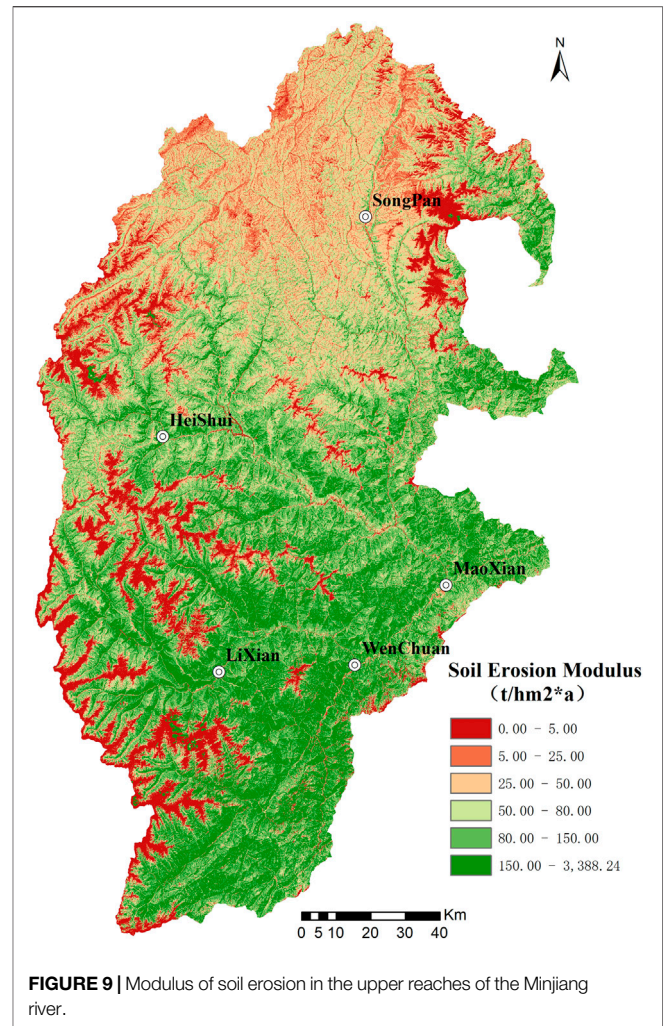 N
SongPan
HeiShui
MaoXian
LiXian
WenChuan
Soil Erosion Modulus
（t/hm2*a）
0.00 - 5.00
5.00 - 25.00
25.00 - 50.00
50.00 - 80.00
80.00 - 150.00
150.00 - 3,388.24
Km
0 5 10 20 30 40
FIGURE 9 | Modulus of soil erosion in the upper reaches of the Minjiang
river.